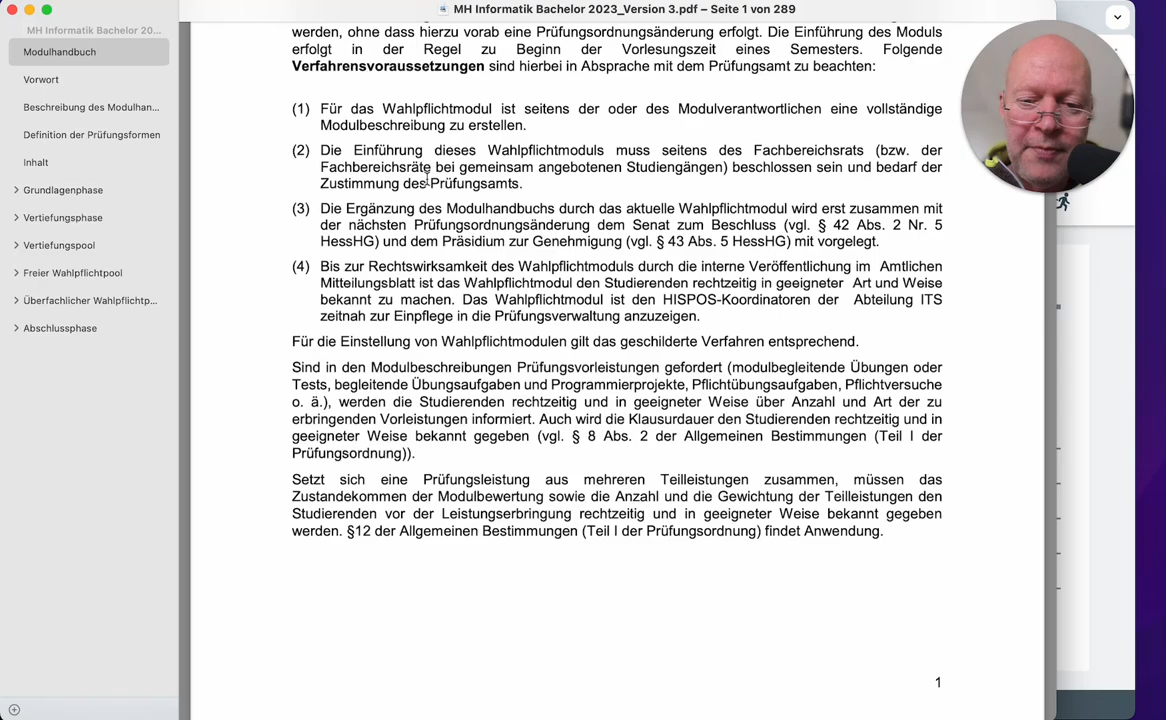 MH Informatik Bachelor 2023_Version 3.pdf – Seite 1 von 289
MH Informatik Bachelor 20...
Modulhandbuch
Vorwort
Beschreibung des Modulhan...
Definition der Prüfungsformen
Inhalt
Grundlagenphase
Vertiefungsphase
Vertiefungspool
Freier Wahlpflichtpool
Überfachlicher Wahlpflichtp...
Abschlussphase
werden, ohne dass hierzu vorab eine Prüfungsordnungsänderung erfolgt. Die Einführung des Moduls
erfolgt in der Regel zu Beginn der Vorlesungszeit eines Semesters. Folgende
Verfahrensvoraussetzungen sind hierbei in Absprache mit dem Prüfungsamt zu beachten:
(1) Für das Wahlpflichtmodul ist seitens der oder des Modulverantwortlichen eine vollständige
Modulbeschreibung zu erstellen.
(2) Die Einführung dieses Wahlpflichtmoduls muss seitens des Fachbereichsrats (bzw. der
Fachbereichsräte bei gemeinsam angebotenen Studiengängen) beschlossen sein und bedarf der
Zustimmung des Prüfungsamts.
(3) Die Ergänzung des Modulhandbuchs durch das aktuelle Wahlpflichtmodul wird erst zusammen mit
der nächsten Prüfungsordnungsänderung dem Senat zum Beschluss (vgl. § 42 Abs. 2 Nr. 5
HessHG) und dem Präsidium zur Genehmigung (vgl. § 43 Abs. 5 HessHG) mit vorgelegt.
(4) Bis zur Rechtswirksamkeit des Wahlpflichtmoduls durch die interne Veröffentlichung im Amtlichen
Mitteilungsblatt ist das Wahlpflichtmodul den Studierenden rechtzeitig in geeigneter Art und Weise
bekannt zu machen. Das Wahlpflichtmodul ist den HISPOS-Koordinatoren der Abteilung ITS
zeitnah zur Einpflege in die Prüfungsverwaltung anzuzeigen.
Für die Einstellung von Wahlpflichtmodulen gilt das geschilderte Verfahren entsprechend.
Sind in den Modulbeschreibungen Prüfungsvorleistungen gefordert (modulbegleitende Übungen oder
Tests, begleitende Übungsaufgaben und Programmierprojekte, Pflichtübungsaufgaben, Pflichtversuche
o. ä.), werden die Studierenden rechtzeitig und in geeigneter Weise über Anzahl und Art der zu
erbringenden Vorleistungen informiert. Auch wird die Klausurdauer den Studierenden rechtzeitig und in
geeigneter Weise bekannt gegeben (vgl. § 8 Abs. 2 der Allgemeinen Bestimmungen (Teil I der
Prüfungsordnung)).
Setzt sich eine Prüfungsleistung aus mehreren Teilleistungen zusammen, müssen das
Zustandekommen der Modulbewertung sowie die Anzahl und die Gewichtung der Teilleistungen den
Studierenden vor der Leistungserbringung rechtzeitig und in geeigneter Weise bekannt gegeben
werden. §12 der Allgemeinen Bestimmungen (Teil I der Prüfungsordnung) findet Anwendung.
1